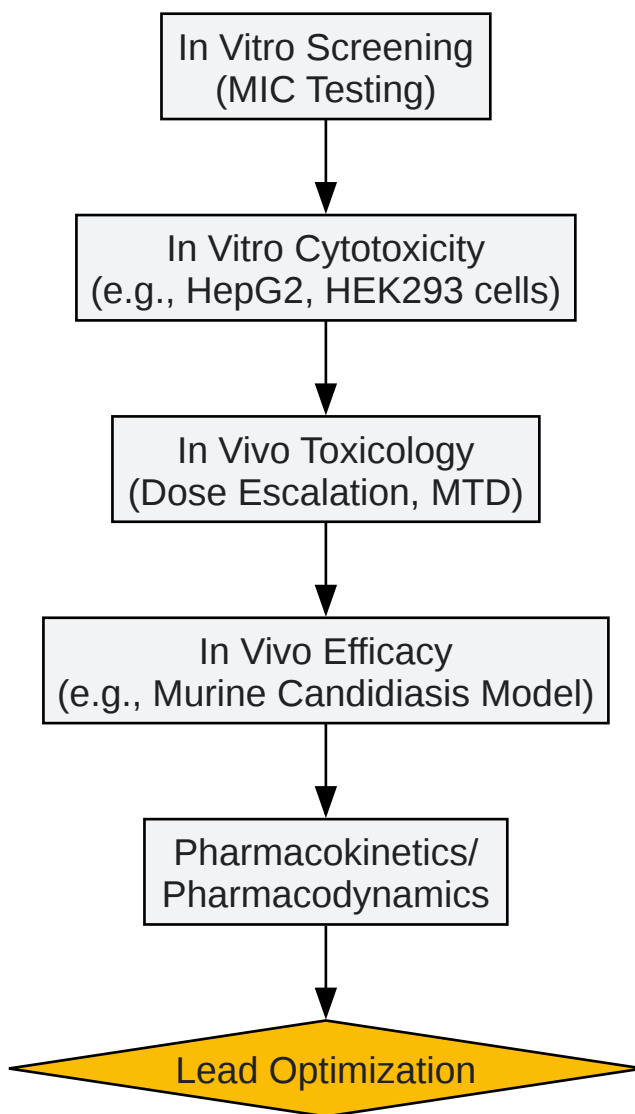 In Vitro Screening
(MIC Testing)
In Vitro Cytotoxicity
(e.g., HepG2, HEK293 cells)
In Vivo Toxicology
(Dose Escalation, MTD)
In Vivo Efficacy
(e.g., Murine Candidiasis Model)
Pharmacokinetics/
Pharmacodynamics
Lead Optimization